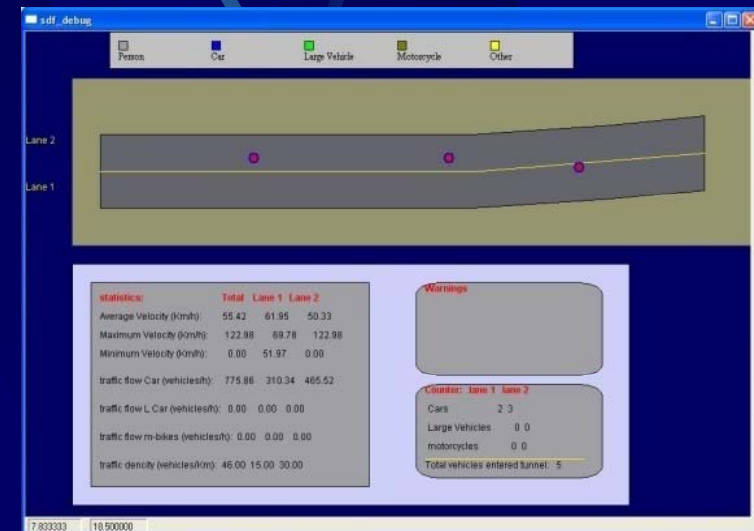 sdf_debug
Person Car Large Vehicle Motorcycle Other
Lane 2
Lane 1
statistics: Total Lane 1 Lane 2
Average Velocity (Km/h): 55.42 61.95 50.33
Maximum Velocity (Km/h): 122.98 69.78 122.98
Minimum Velocity (Km/h): 0.00 51.97 0.00
traffic flow Car (vehicles/h): 775.86 310.34 465.52
traffic flow L Car (vehicles/h): 0.00 0.00 0.00
traffic flow m-bikes (vehicles/h): 0.00 0.00 0.00
traffic dencity (vehicles/Km): 46.00 15.00 30.00
Warnings
Counter: lane 1 lane 2
Cars 2 3
Large Vehicles 0 0
motorcycles 0 0
Total vehicles entered tunnel: 5
7.833333 18.500000